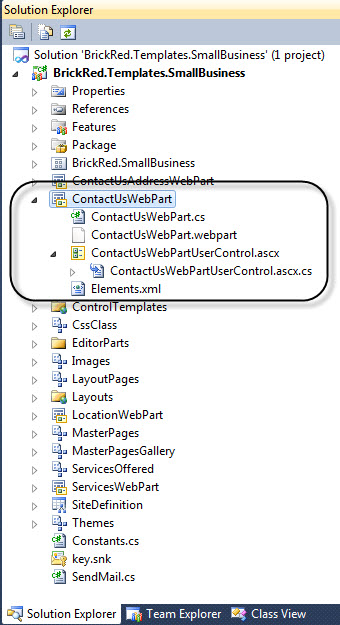 Solution Explorer
Solution 'BrickRed.Templates.SmallBusiness' (1 project)
BrickRed.Templates.SmallBusiness
Properties
References
Features
Package
BrickRed.SmallBusiness
ContactUsAddressWebPart
ContactUsWebPart
ContactUsWebPart.cs
ContactUsWebPart.webpart
ContactUsWebPartUserControl.ascx
ContactUsWebPartUserControl.ascx.cs
Elements.xml
ControlTemplates
CssClass
EditorParts
Images
LayoutPages
Layouts
LocationWebPart
MasterPages
MasterPagesGallery
ServicesOffered
ServicesWebPart
SiteDefinition
Themes
Constants.cs
key.snk
SendMail.cs
Solution Explorer Team Explorer Class View